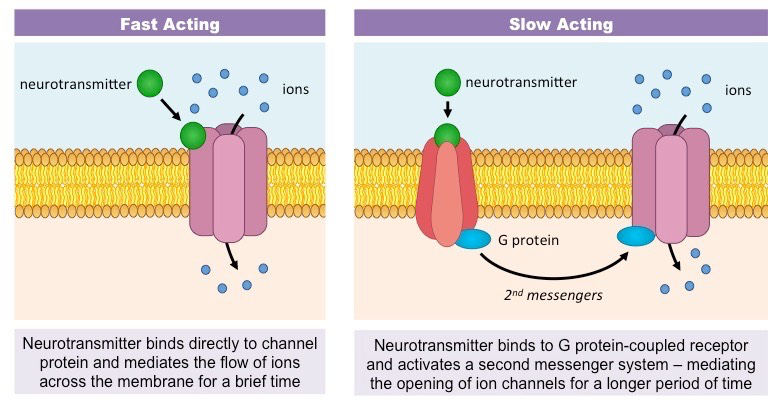 Fast Acting
neurotransmitter
ions
Neurotransmitter binds directly to channel
protein and mediates the flow of ions
across the membrane for a brief time
Slow Acting
neurotransmitter
ions
G protein
2nd messengers
Neurotransmitter binds to G protein-coupled receptor
and activates a second messenger system – mediating
the opening of ion channels for a longer period of time